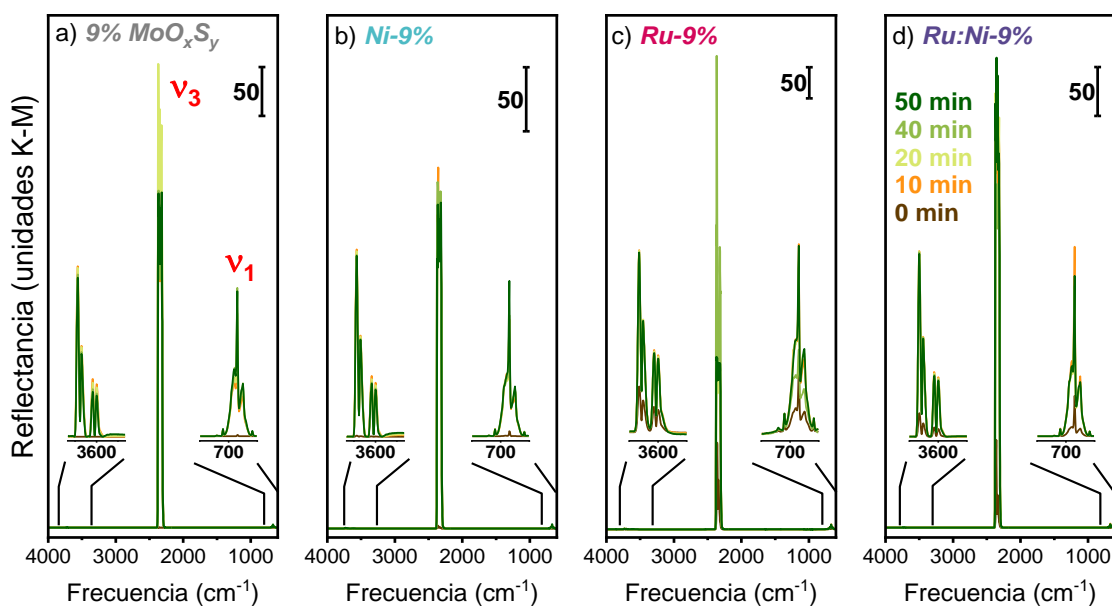 Reflectancia (unidades K-M)
a) 9% MoOxSy
50
ν3
ν1
3600
700
4000 3000 2000 1000
Frecuencia (cm-1)
b) Ni-9%
50
3600
700
4000 3000 2000 1000
Frecuencia (cm-1)
c) Ru-9%
50
3600
700
4000 3000 2000 1000
Frecuencia (cm-1)
d) Ru:Ni-9%
50
50 min
40 min
20 min
10 min
0 min
3600
700
4000 3000 2000 1000
Frecuencia (cm-1)